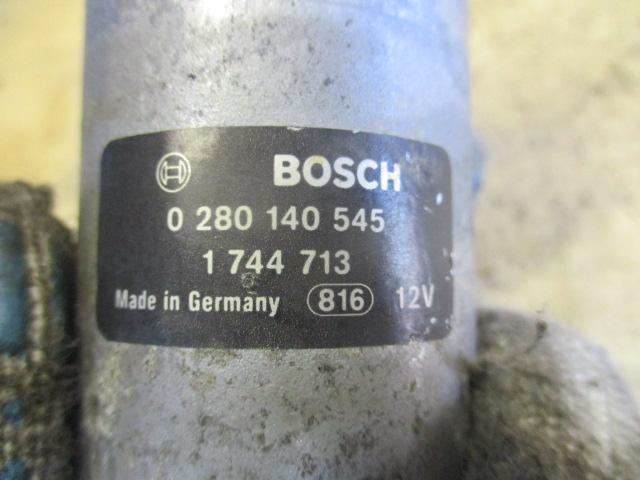 BOSCH
0 280 140 545
1 744 713
Made in Germany 816 12V